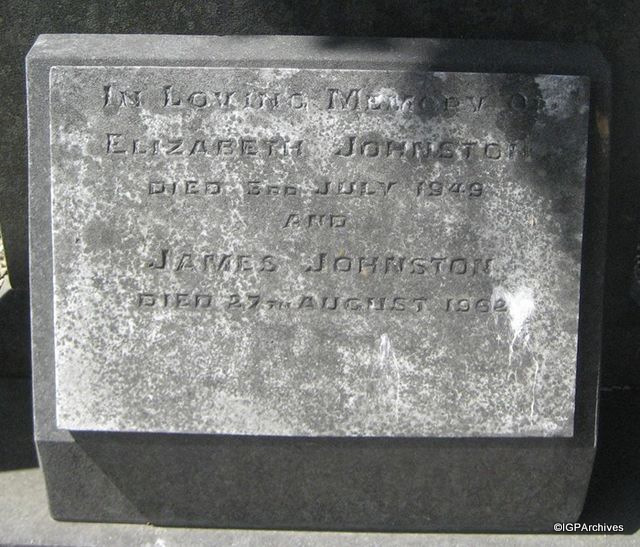 In Loving Memory Of
Elizabeth Johnston
Died 3rd July 1949
and
James Johnston
Died 27th August 1962
©IGPArchives